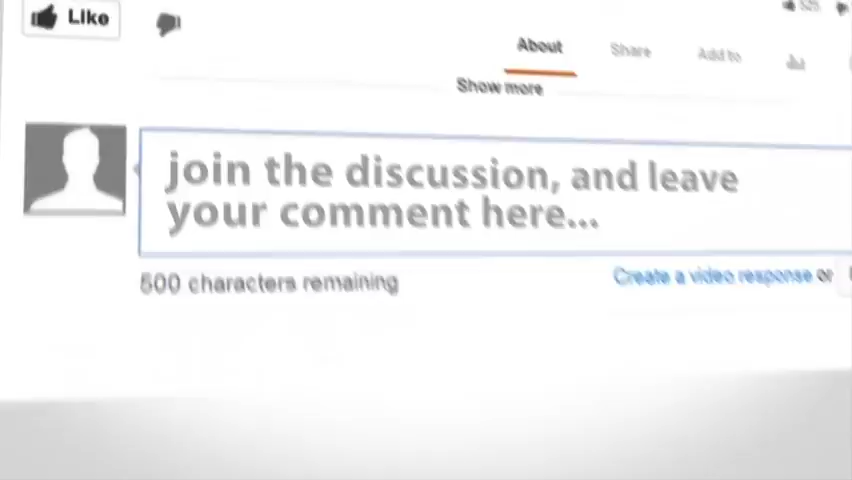 Like
525
About
Share
Add to
Show more
join the discussion, and leave
your comment here...
500 characters remaining
Create a video response or